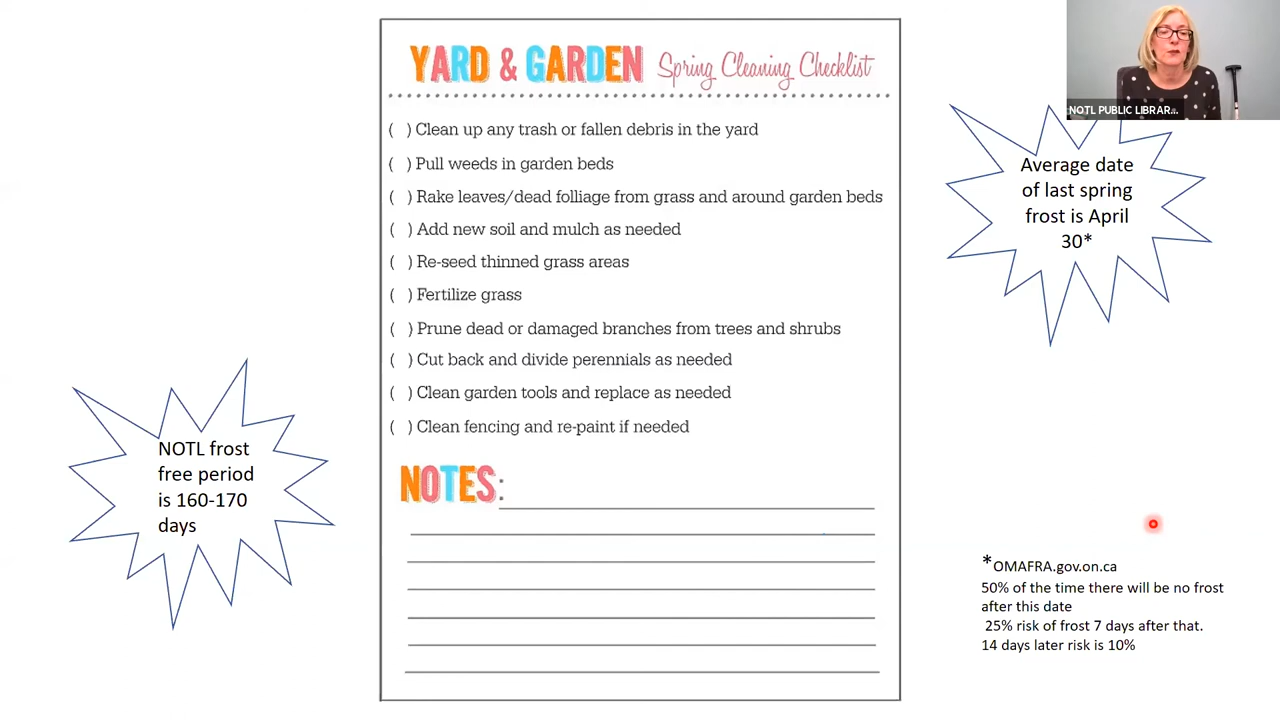 YARD & GARDEN Spring Cleaning Checklist
( ) Clean up any trash or fallen debris in the yard
( ) Pull weeds in garden beds
( ) Rake leaves/dead folliage from grass and around garden beds
( ) Add new soil and mulch as needed
( ) Re-seed thinned grass areas
( ) Fertilize grass
( ) Prune dead or damaged branches from trees and shrubs
( ) Cut back and divide perennials as needed
( ) Clean garden tools and replace as needed
( ) Clean fencing and re-paint if needed
NOTES:
NOTL frost
free period
is 160-170
days
NOTL PUBLIC LIBRAR...
Average date
of last spring
frost is April
30*
*OMAFRA.gov.on.ca
50% of the time there will be no frost
after this date
25% risk of frost 7 days after that.
14 days later risk is 10%